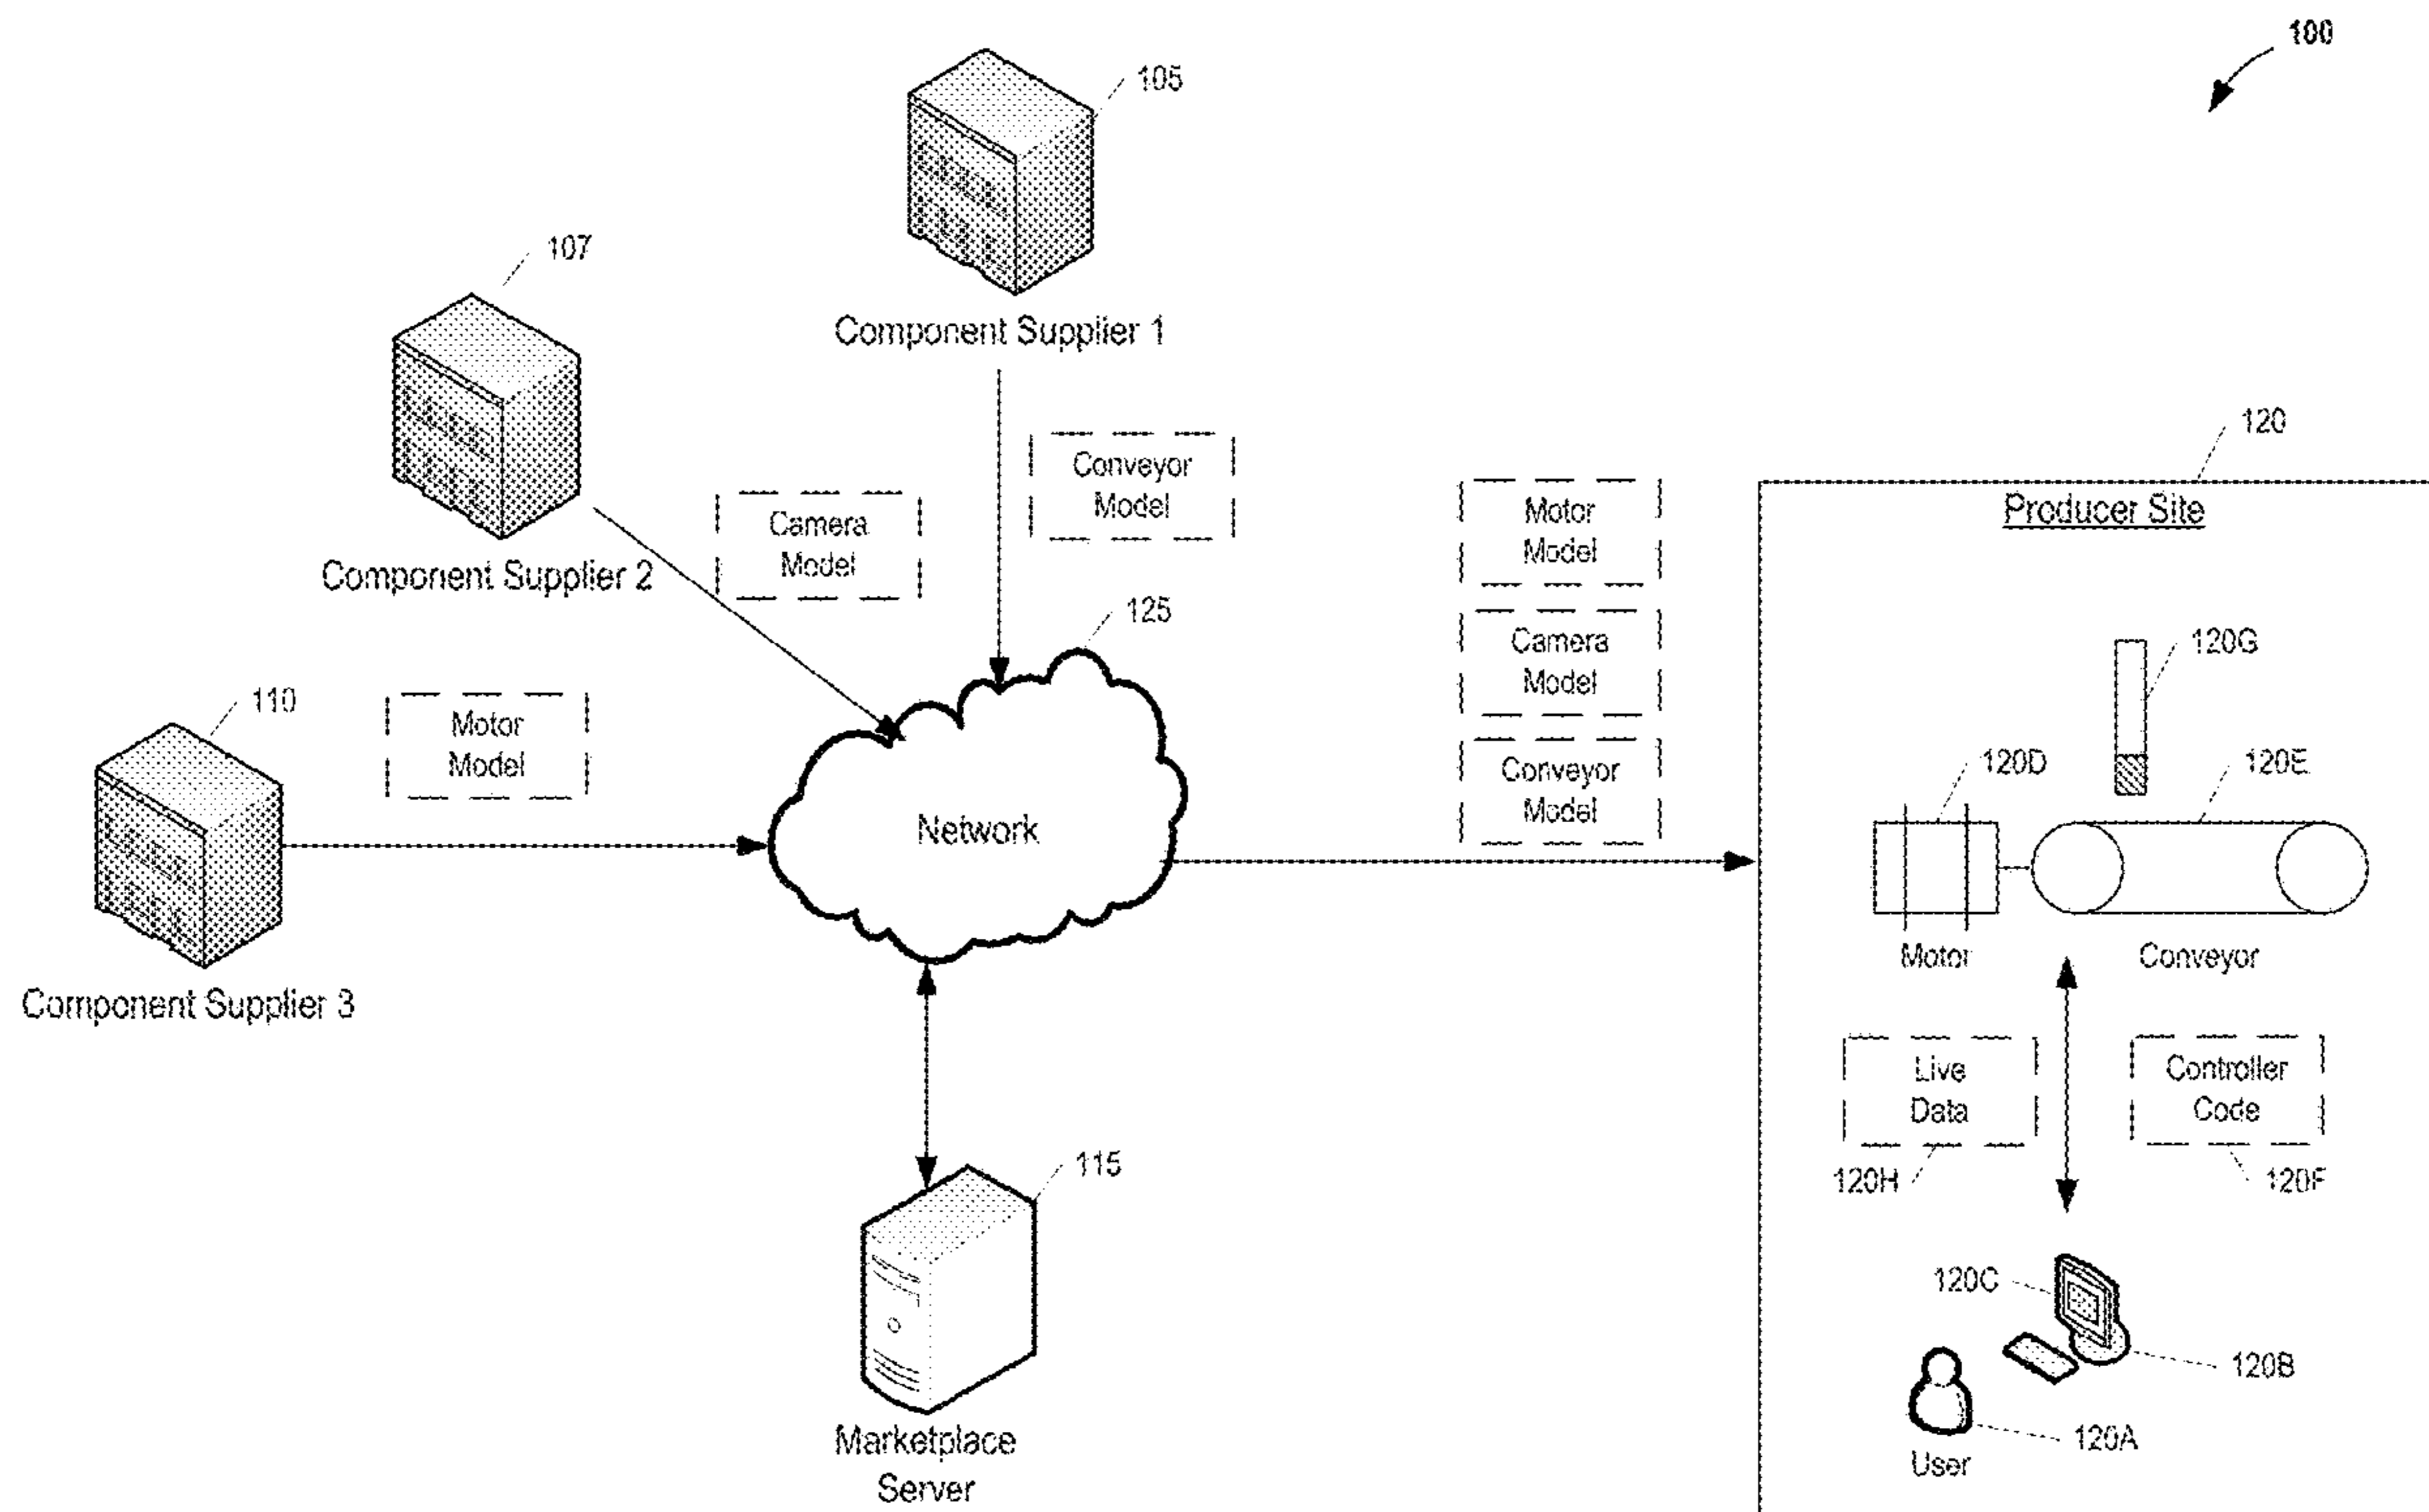 100
105
Component Supplier 1
107
Component Supplier 2
Conveyor
Model
Camera
Model
110
Motor
Model
Component Supplier 3
125
Network
Motor
Model
Camera
Model
Conveyor
Model
115
Marketplace
Server
120
Producer Site
120G
120D
120E
Motor
Conveyor
Live
Data
Controller
Code
120H
120F
120C
120B
120A
User